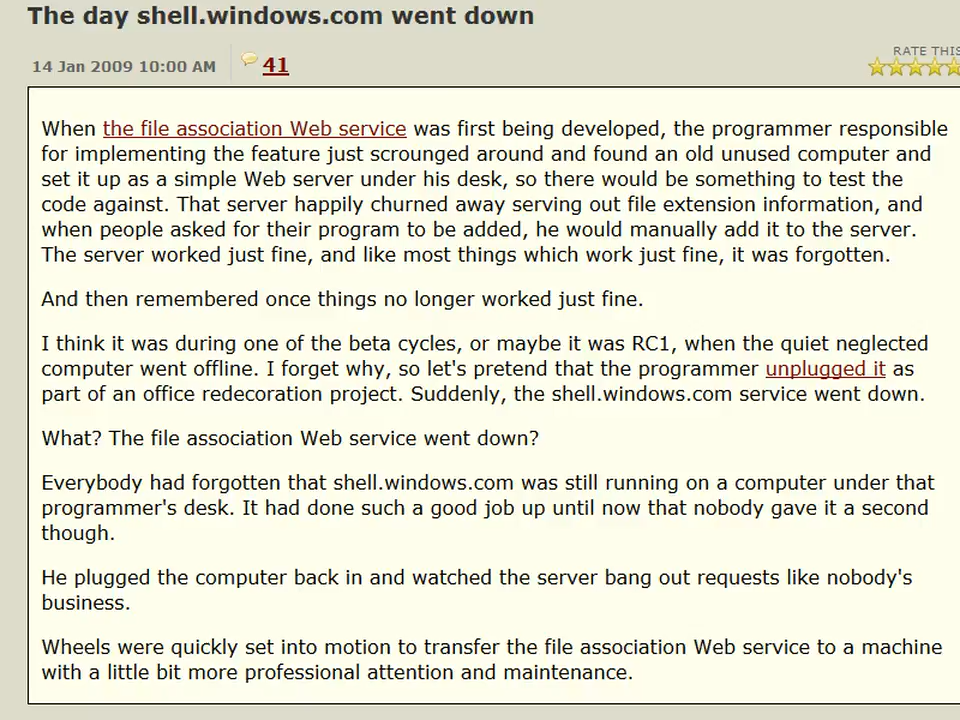 The day shell.windows.com went down
14 Jan 2009 10:00 AM
41
RATE THIS
When the file association Web service was first being developed, the programmer responsible
for implementing the feature just scrounged around and found an old unused computer and
set it up as a simple Web server under his desk, so there would be something to test the
code against. That server happily churned away serving out file extension information, and
when people asked for their program to be added, he would manually add it to the server.
The server worked just fine, and like most things which work just fine, it was forgotten.
And then remembered once things no longer worked just fine.
I think it was during one of the beta cycles, or maybe it was RC1, when the quiet neglected
computer went offline. I forget why, so let's pretend that the programmer unplugged it as
part of an office redecoration project. Suddenly, the shell.windows.com service went down.
What? The file association Web service went down?
Everybody had forgotten that shell.windows.com was still running on a computer under that
programmer's desk. It had done such a good job up until now that nobody gave it a second
though.
He plugged the computer back in and watched the server bang out requests like nobody's
business.
Wheels were quickly set into motion to transfer the file association Web service to a machine
with a little bit more professional attention and maintenance.